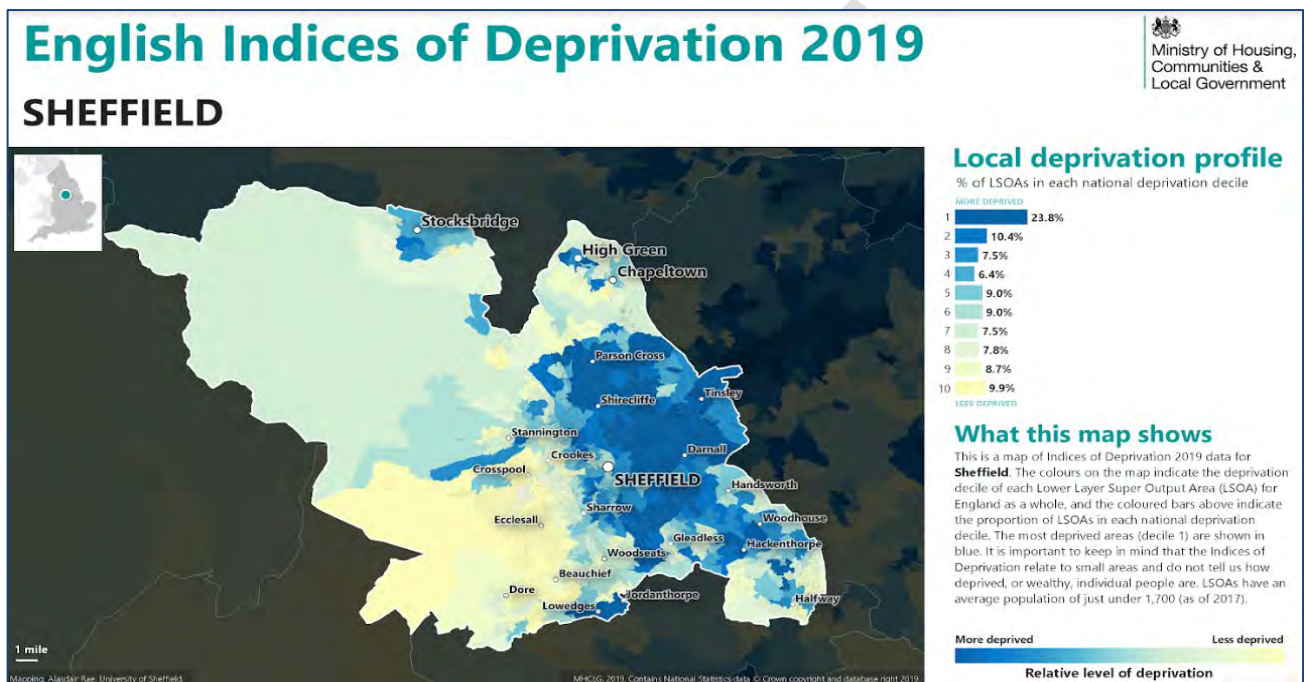 English Indices of Deprivation 2019
SHEFFIELD
Ministry of Housing,
Communities &
Local Government
Stocksbridge
High Green
Chapeltown
Parson Cross
Shirecliffe
Tinsley
Stannington
Crookes
Darnall
Crosspool
SHEFFIELD
Handsworth
Sharrow
Ecclesall
Woodhouse
Gleadless
Hackenthorpe
Woodseats
Beauchief
Dore
Jordanthorpe
Lowedges
Halfway
1 mile
Mapping: Alasdair Rae, University of Sheffield.
MHCLG, 2019. Contains National Statistics data © Crown copyright and database right 2019
Local deprivation profile
% of LSOAs in each national deprivation decile
MORE DEPRIVED
1 23.8%
2 10.4%
3 7.5%
4 6.4%
5 9.0%
6 9.0%
7 7.5%
8 7.8%
9 8.7%
10 9.9%
LESS DEPRIVED
What this map shows
This is a map of Indices of Deprivation 2019 data for
Sheffield. The colours on the map indicate the deprivation
decile of each Lower Layer Super Output Area (LSOA) for
England as a whole, and the coloured bars above indicate
the proportion of LSOAs in each national deprivation
decile. The most deprived areas (decile 1) are shown in
blue. It is important to keep in mind that the Indices of
Deprivation relate to small areas and do not tell us how
deprived, or wealthy, individual people are. LSOAs have an
average population of just under 1,700 (as of 2017).
More deprived Less deprived
Relative level of deprivation